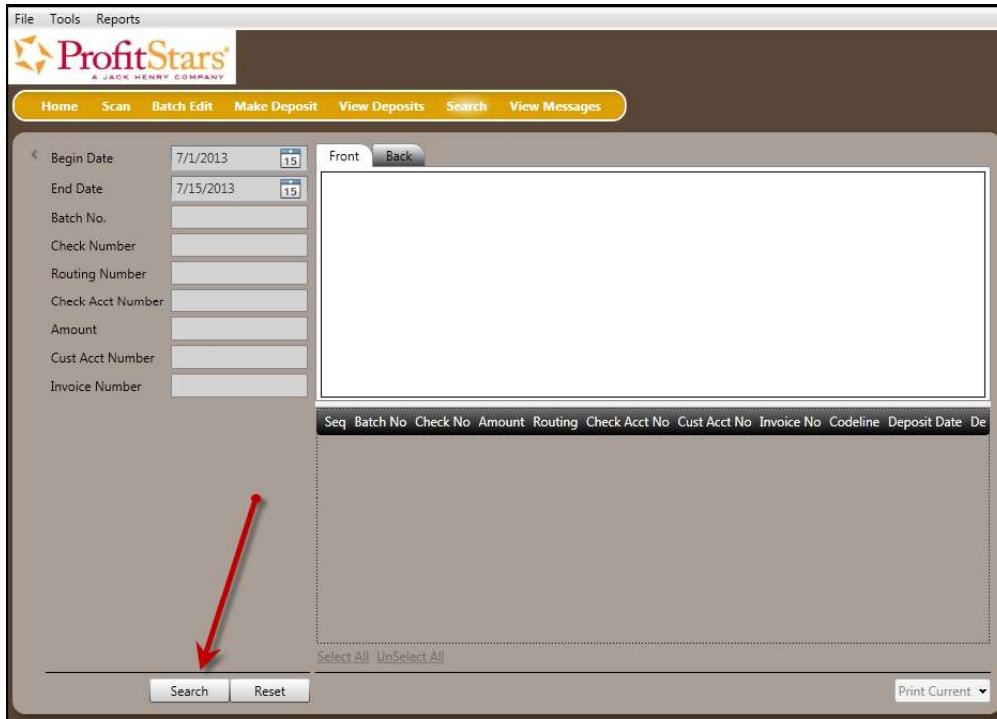 File Tools Reports
ProfitStars®
A JACK HENRY COMPANY
Home Scan Batch Edit Make Deposit View Deposits Search View Messages
Begin Date 7/1/2013 15
End Date 7/15/2013 15
Batch No.
Check Number
Routing Number
Check Acct Number
Amount
Cust Acct Number
Invoice Number
Front Back
Seq Batch No Check No Amount Routing Check Acct No Cust Acct No Invoice No Codeline Deposit Date De
Select All UnSelect All
Search Reset
Print Current